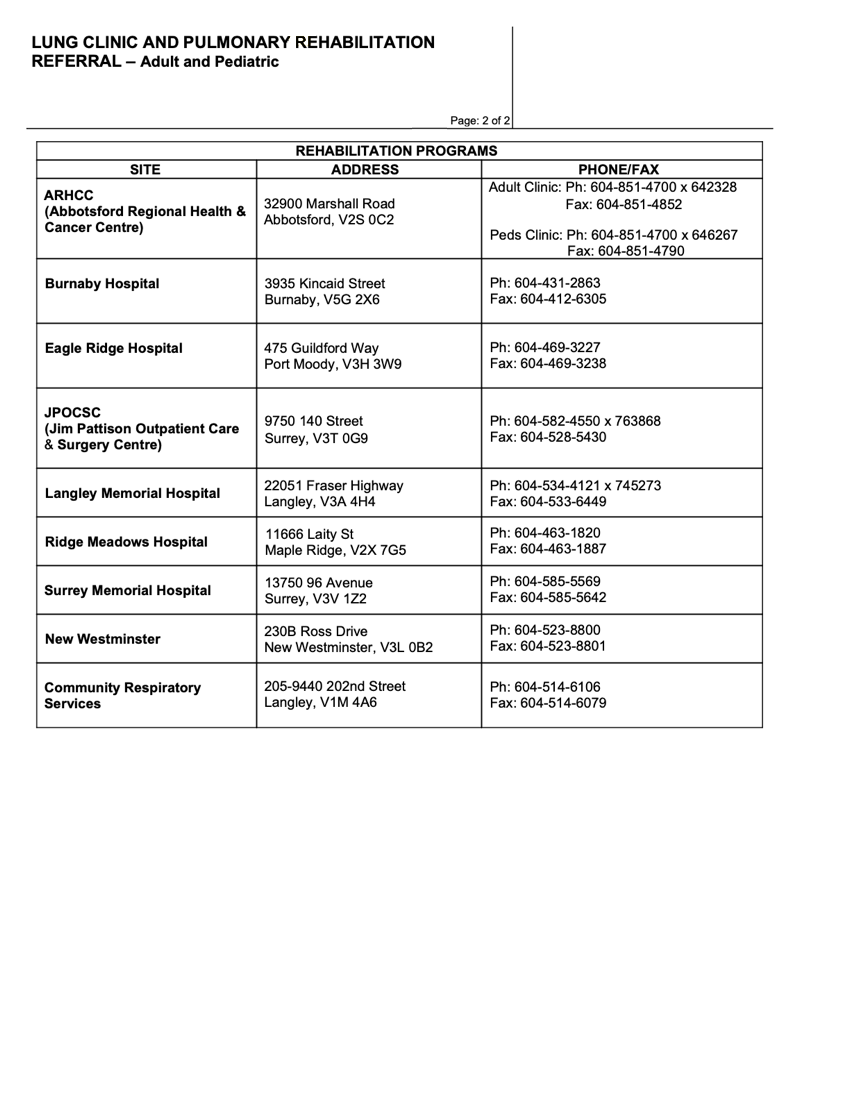 LUNG CLINIC AND PULMONARY REHABILITATION
REFERRAL – Adult and Pediatric
Page: 2 of 2
REHABILITATION PROGRAMS
SITE
ADDRESS
PHONE/FAX
ARHCC
(Abbotsford Regional Health &
Cancer Centre)
32900 Marshall Road
Abbotsford, V2S 0C2
Adult Clinic: Ph: 604-851-4700 x 642328
Fax: 604-851-4852
Peds Clinic: Ph: 604-851-4700 x 646267
Fax: 604-851-4790
Burnaby Hospital
3935 Kincaid Street
Burnaby, V5G 2X6
Ph: 604-431-2863
Fax: 604-412-6305
Eagle Ridge Hospital
475 Guildford Way
Port Moody, V3H 3W9
Ph: 604-469-3227
Fax: 604-469-3238
JPOCSC
(Jim Pattison Outpatient Care
& Surgery Centre)
9750 140 Street
Surrey, V3T 0G9
Ph: 604-582-4550 x 763868
Fax: 604-528-5430
Langley Memorial Hospital
22051 Fraser Highway
Langley, V3A 4H4
Ph: 604-534-4121 x 745273
Fax: 604-533-6449
Ridge Meadows Hospital
11666 Laity St
Maple Ridge, V2X 7G5
Ph: 604-463-1820
Fax: 604-463-1887
Surrey Memorial Hospital
13750 96 Avenue
Surrey, V3V 1Z2
Ph: 604-585-5569
Fax: 604-585-5642
New Westminster
230B Ross Drive
New Westminster, V3L 0B2
Ph: 604-523-8800
Fax: 604-523-8801
Community Respiratory
Services
205-9440 202nd Street
Langley, V1M 4A6
Ph: 604-514-6106
Fax: 604-514-6079